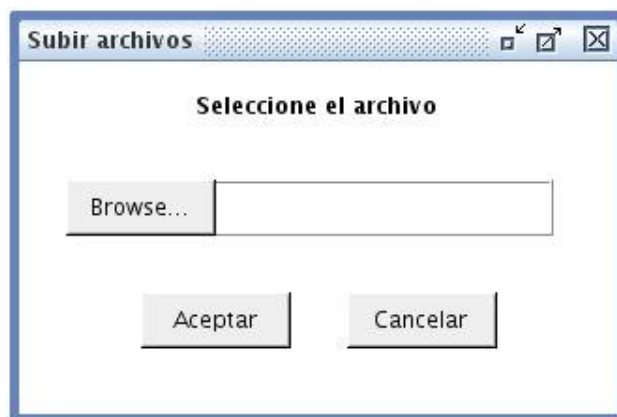 Subir archivos
Seleccione el archivo
Browse...
Aceptar Cancelar